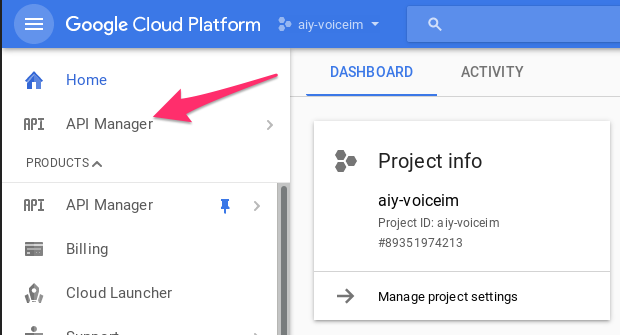 Google Cloud Platform
aiy-voiceim
Home
API
API Manager
PRODUCTS
API
API Manager
Billing
Cloud Launcher
Support
DASHBOARD
ACTIVITY
Project info
aiy-voiceim
Project ID: aiy-voiceim
#89351974213
Manage project settings